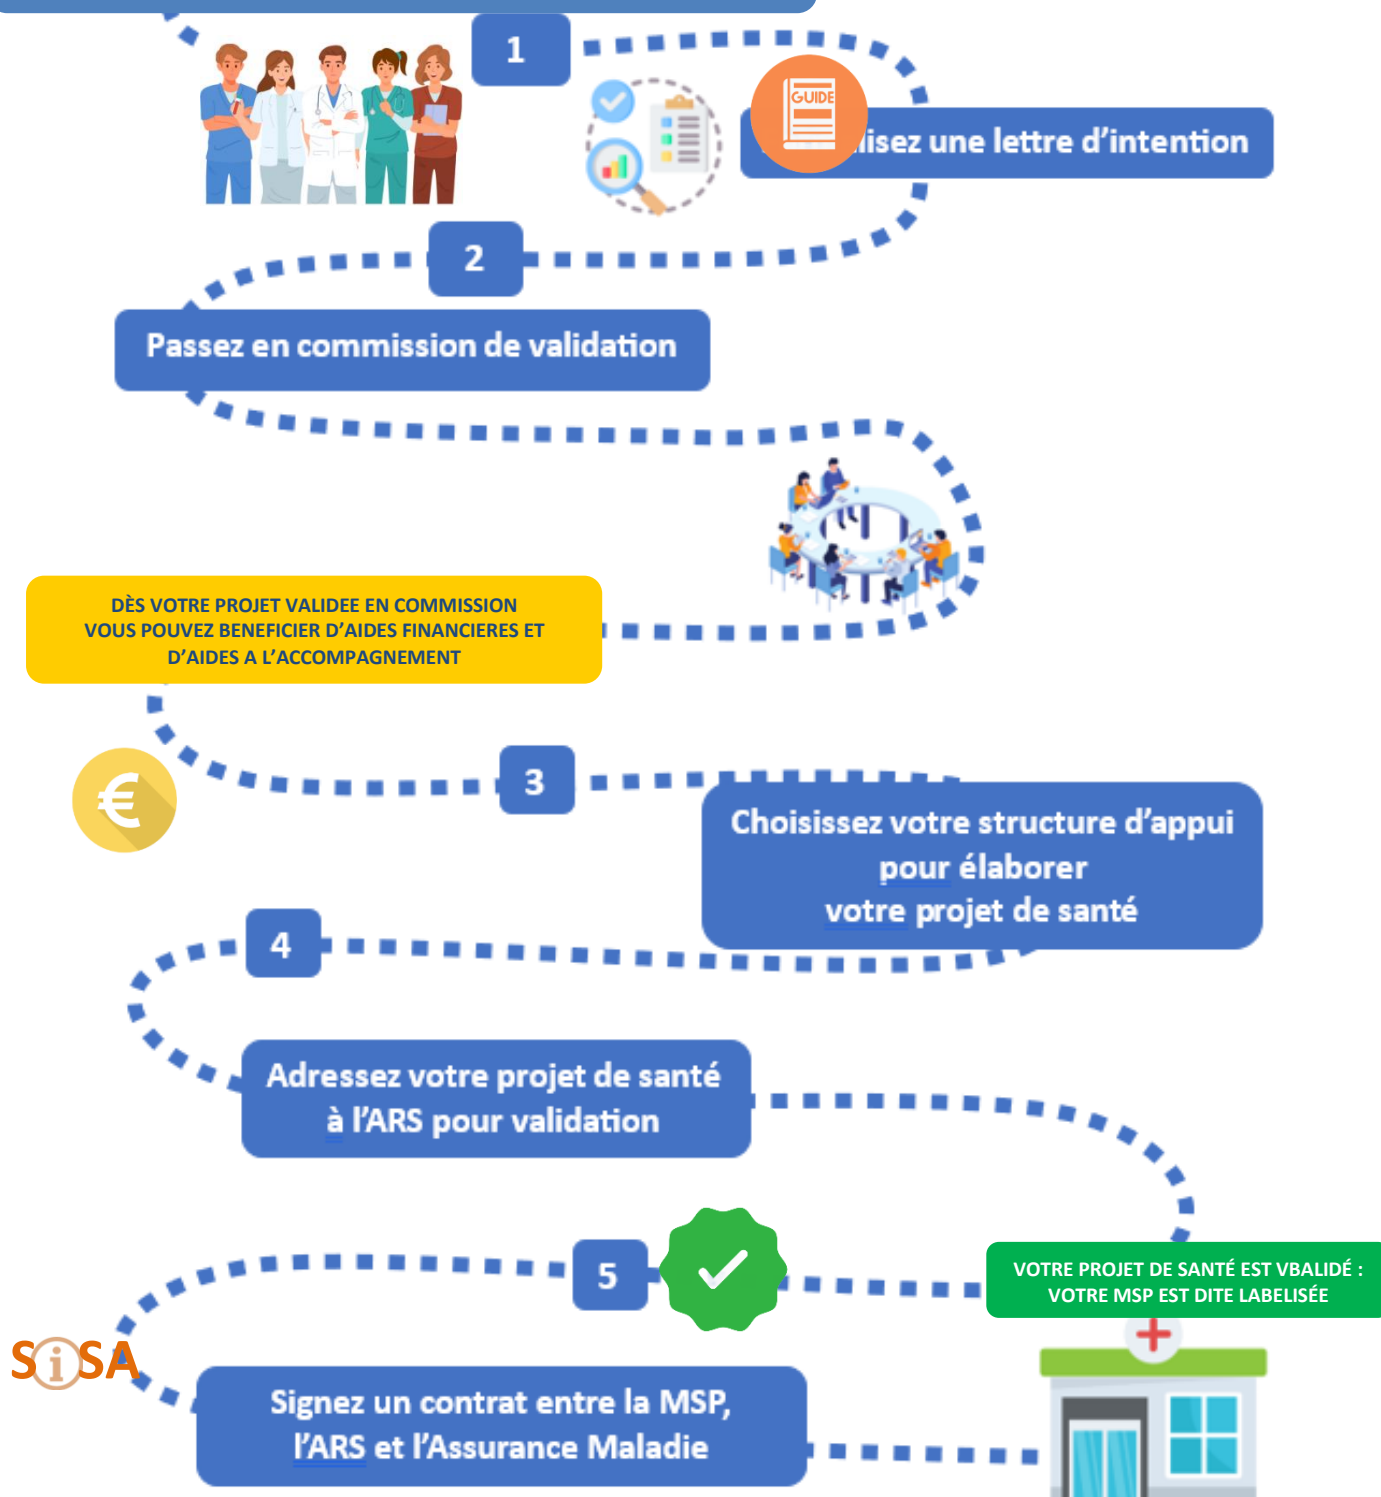 1
GUIDE
lisez une lettre d'intention
2
Passez en commission de validation
DÈS VOTRE PROJET VALIDEE EN COMMISSION
VOUS POUVEZ BENEFICIER D'AIDES FINANCIERES ET
D'AIDES A L'ACCOMPAGNEMENT
€
3
Choisissez votre structure d'appui
pour élaborer
votre projet de santé
4
Adressez votre projet de santé
à l'ARS pour validation
5
VOTRE PROJET DE SANTÉ EST VBALIDÉ :
VOTRE MSP EST DITE LABELISÉE
SiSA
Signez un contrat entre la MSP,
l'ARS et l'Assurance Maladie